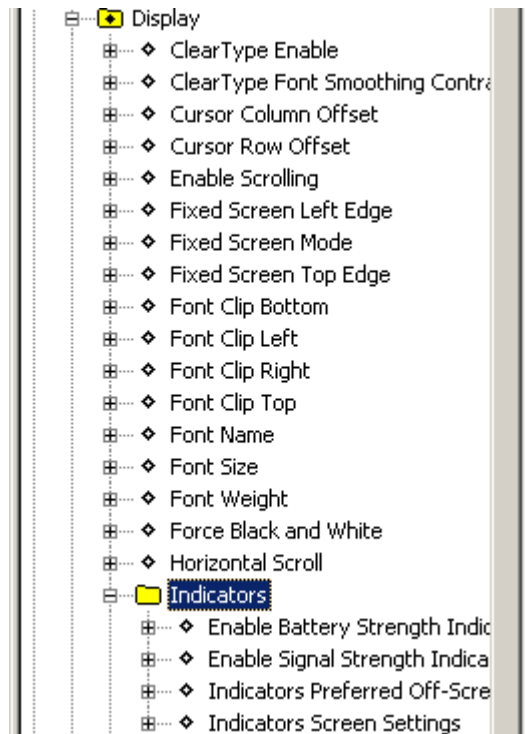 Display
ClearType Enable
ClearType Font Smoothing Contra
Cursor Column Offset
Cursor Row Offset
Enable Scrolling
Fixed Screen Left Edge
Fixed Screen Mode
Fixed Screen Top Edge
Font Clip Bottom
Font Clip Left
Font Clip Right
Font Clip Top
Font Name
Font Size
Font Weight
Force Black and White
Horizontal Scroll
Indicators
Enable Battery Strength Indic
Enable Signal Strength Indica
Indicators Preferred Off-Scre
Indicators Screen Settings